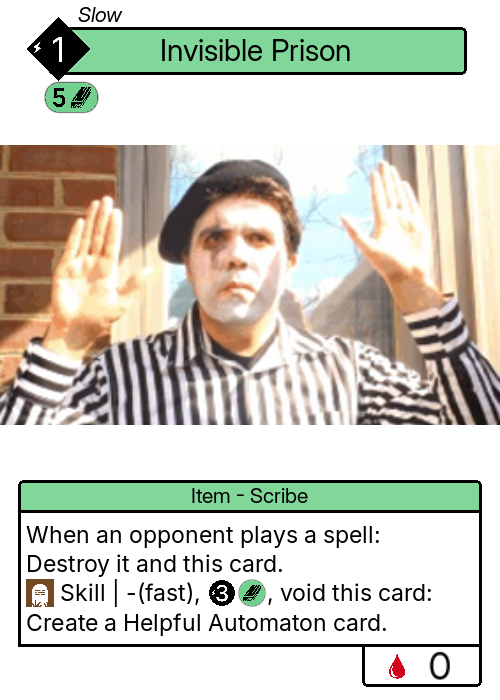 Slow
1 Invisible Prison
5
Item - Scribe
When an opponent plays a spell:
Destroy it and this card.
Skill | -(fast), 3 , void this card:
Create a Helpful Automaton card.
0